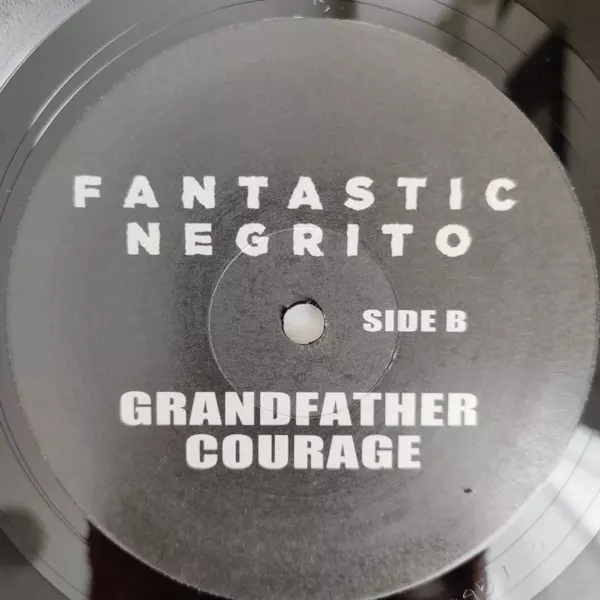 FANTASTIC
NEGRITO
SIDE B
GRANDFATHER
COURAGE